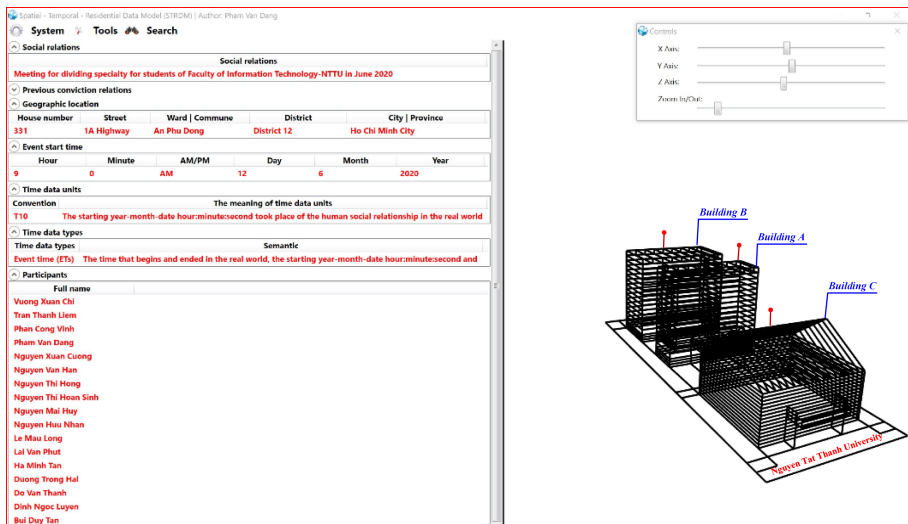 Spatial - Temporal - Residential Data Model (STRDM) | Author: Pham Van Dang
System Tools Search
Social relations
Social relations
Meeting for dividing specialty for students of Faculty of Information Technology-NTTU in June 2020
Previous conviction relations
Geographic location
House number Street Ward | Commune District City | Province
331 1A Highway An Phu Dong District 12 Ho Chi Minh City
Event start time
Hour Minute AM/PM Day Month Year
9 0 AM 12 6 2020
Time data units
Convention The meaning of time data units
T10 The starting year-month-date hour:minute:second took place of the human social relationship in the real world
Time data types
Time data types Semantic
Event time (ETs) The time that begins and ended in the real world, the starting year-month-date hour:minute:second and
Participants
Full name
Vuong Xuan Chi
Tran Thanh Liem
Phan Cong Vinh
Pham Van Dang
Nguyen Xuan Cuong
Nguyen Van Han
Nguyen Thi Hong
Nguyen Thi Hoan Sinh
Nguyen Mai Huy
Nguyen Huu Nhan
Le Mau Long
Lai Van Phut
Ha Minh Tan
Duong Trong Hai
Do Van Thanh
Dinh Ngoc Luyen
Bui Duy Tan
Controls
X Axis:
Y Axis:
Z Axis:
Zoom In/Out:
Building B
Building A
Building C
Nguyen Tat Thanh University